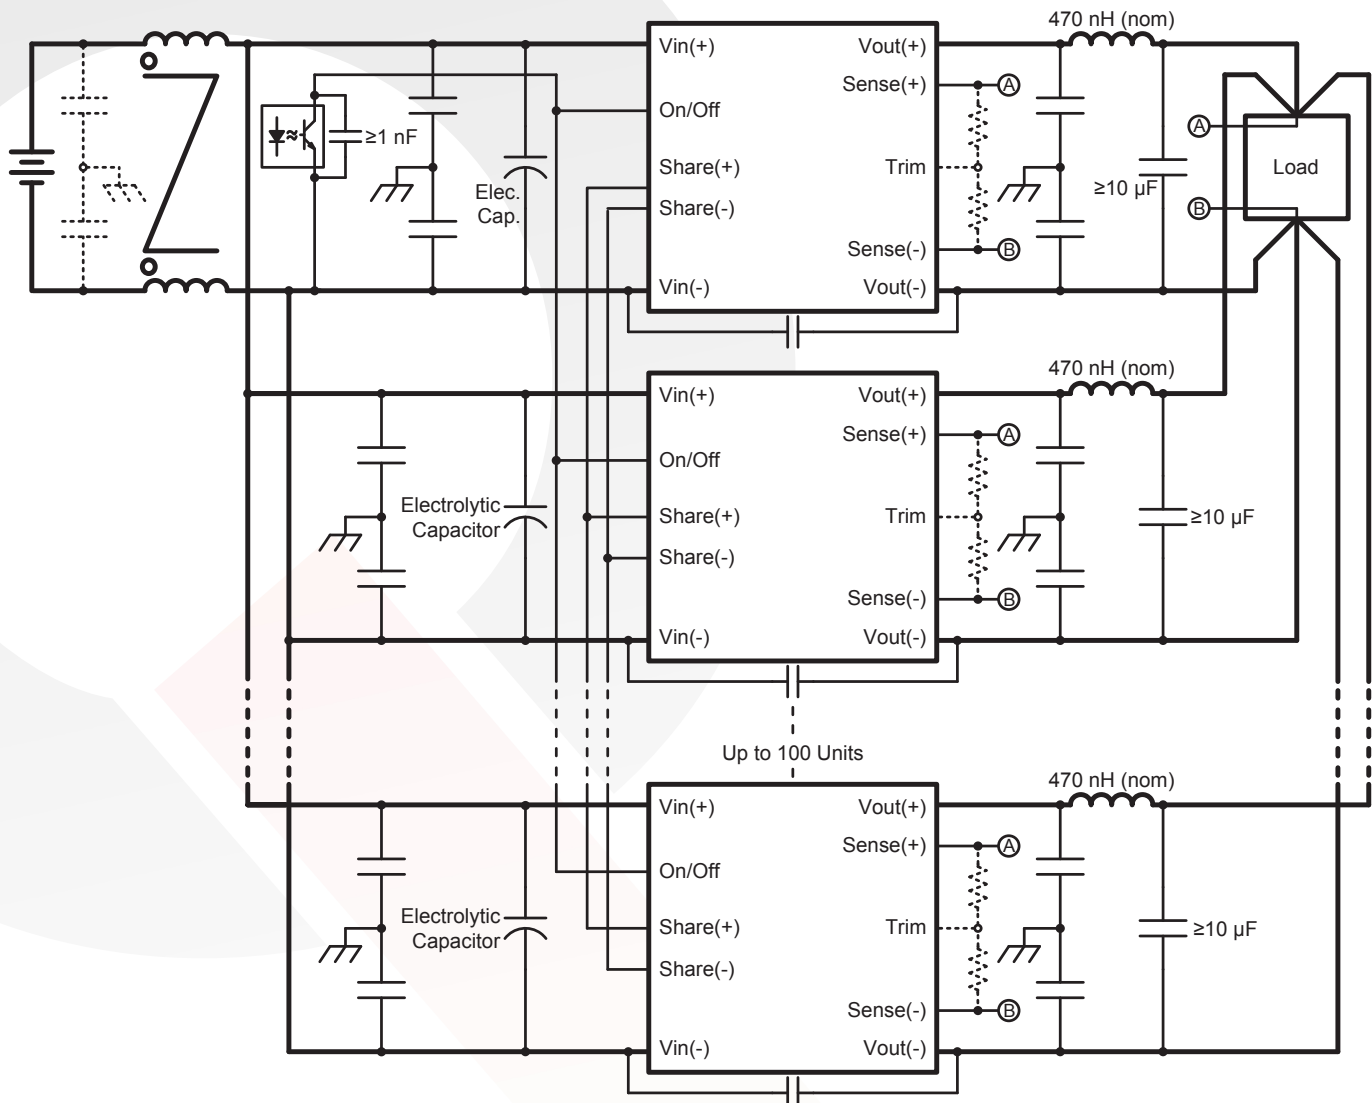 470 nH (nom)
Vin(+)
Vout(+)
Sense(+)
A
On/Off
≥1 nF
Share(+)
Trim
Elec.
Cap.
Share(-)
≥10 µF
A
Load
B
Sense(-)
B
Vin(-)
Vout(-)
470 nH (nom)
Vin(+)
Vout(+)
Sense(+)
A
On/Off
Electrolytic
Capacitor
Share(+)
Trim
≥10 µF
Share(-)
Sense(-)
B
Vin(-)
Vout(-)
Up to 100 Units
470 nH (nom)
Vin(+)
Vout(+)
Sense(+)
A
On/Off
Electrolytic
Capacitor
Share(+)
Trim
≥10 µF
Share(-)
Sense(-)
B
Vin(-)
Vout(-)